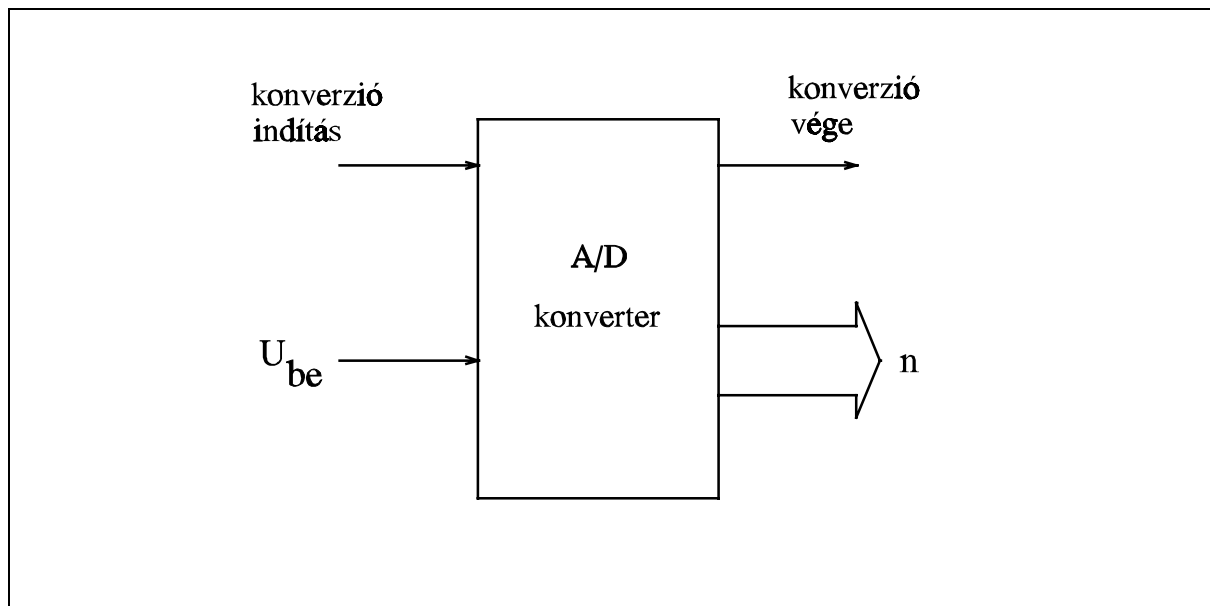 konverzió
indítás
konverzió
vége
A/D
konverter
U be
n